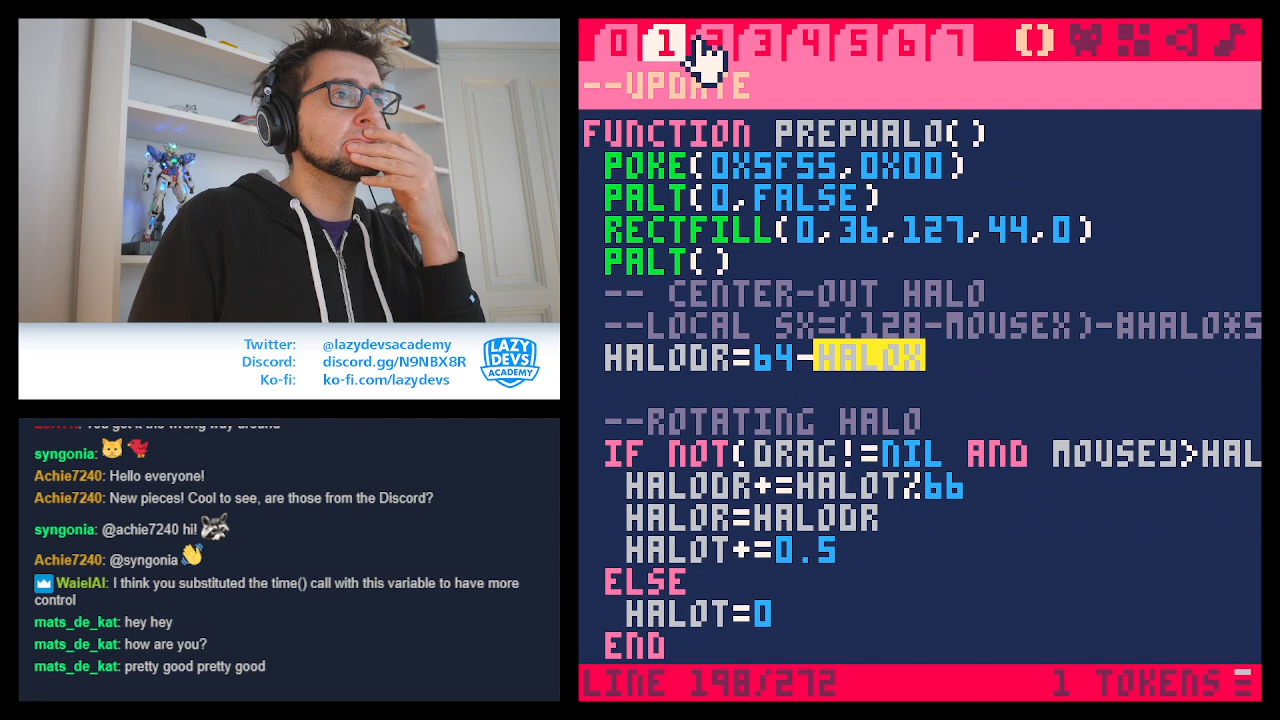 Twitter: @lazydevsacademy
Discord: discord.gg/N9NBX8R
Ko-fi: ko-fi.com/lazydevs
LAZY
DEVS
ACADEMY
syngonia:
Achie7240: Hello everyone!
Achie7240: New pieces! Cool to see, are those from the Discord?
syngonia: @achie7240 hi!
Achie7240: @syngonia
WaielAl: I think you substituted the time() call with this variable to have more
control
mats_de_kat: hey hey
mats_de_kat: how are you?
mats_de_kat: pretty good pretty good
0 1 2 3 4 5 6 7 ()
--UPDATE
FUNCTION PREPHALO()
POKE(0X5F55,0X00)
PALT(0,FALSE)
RECTFILL(0,36,127,44,0)
PALT()
-- CENTER-OUT HALO
--LOCAL SX=(128-MOUSEX)-#HALOX5
HALODR=64-HALOX
--ROTATING HALO
IF NOT(DRAG!=NIL AND MOUSEY>HAL
HALODR+=HALOT%66
HALOR=HALODR
HALOT+=0.5
ELSE
HALOT=0
END
LINE 198/272 1 TOKENS